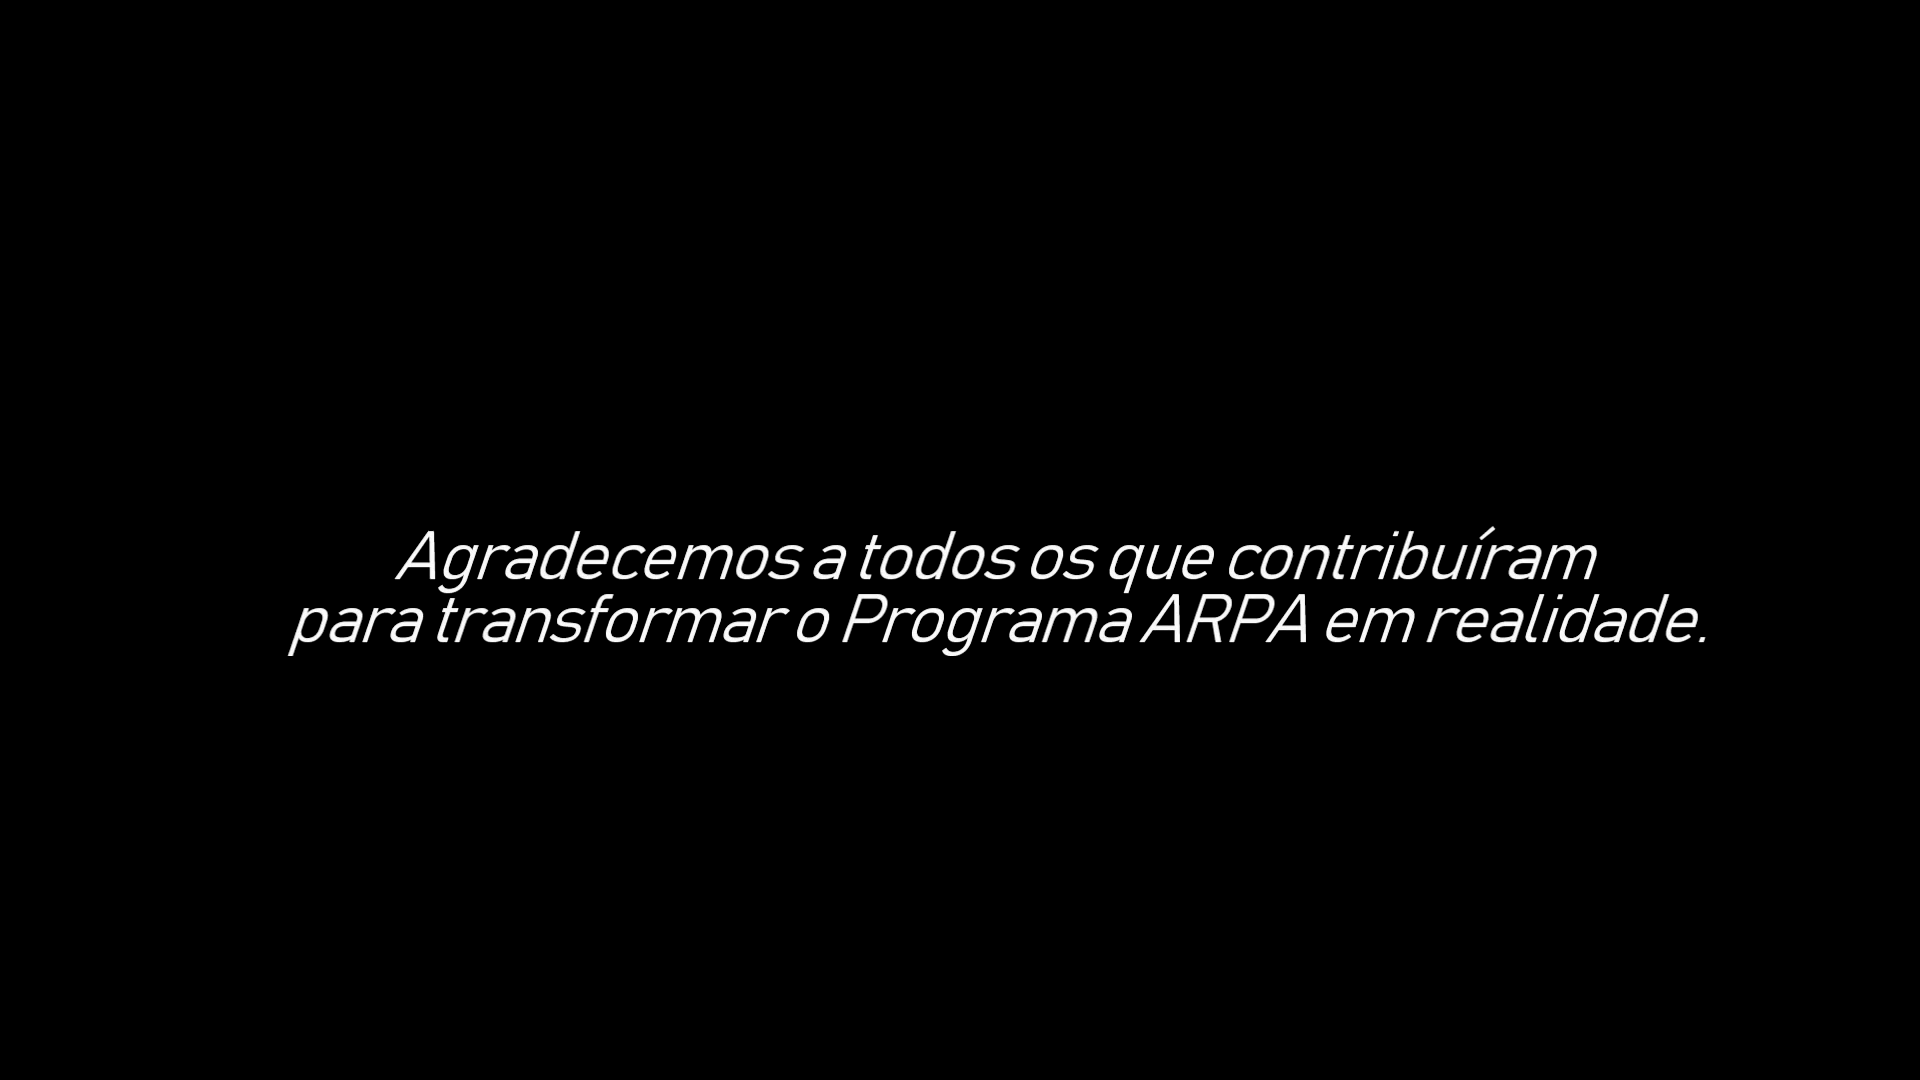 Agradecemos a todos os que contribuíram
para transformar o Programa ARPA em realidade.